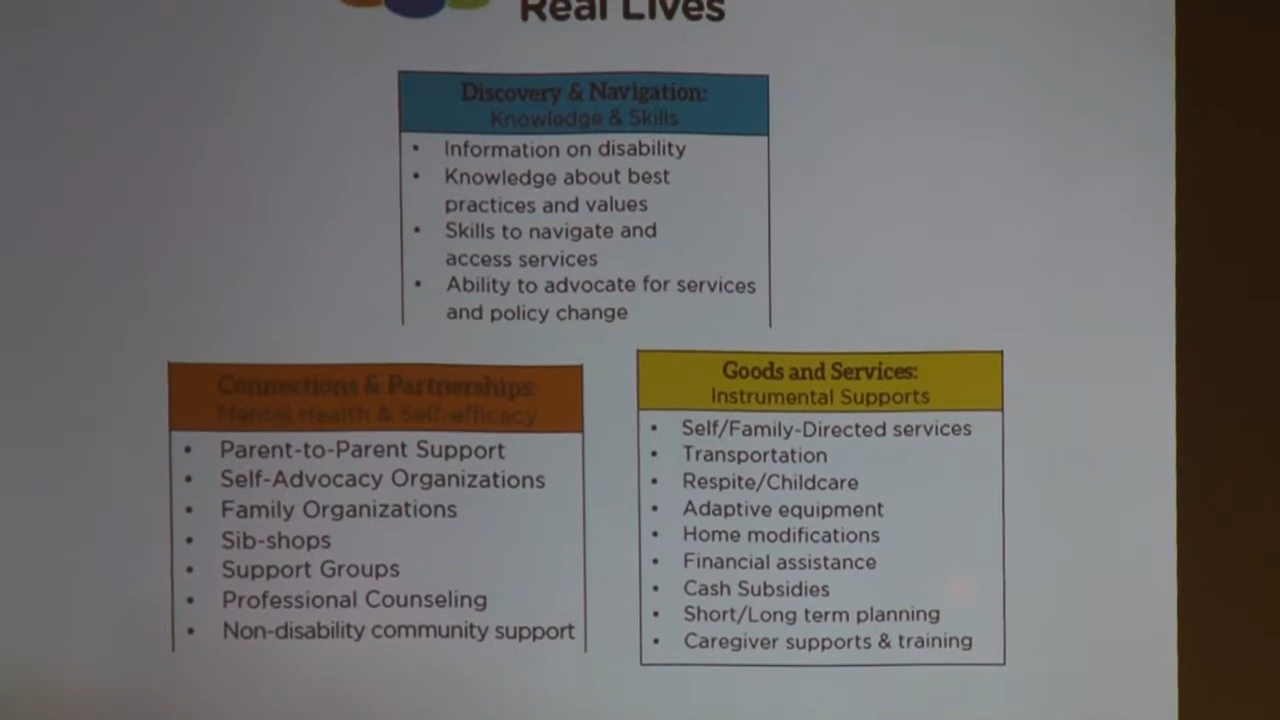 Real Lives
Discovery & Navigation:
Knowledge & Skills
• Information on disability
• Knowledge about best
practices and values
• Skills to navigate and
access services
• Ability to advocate for services
and policy change
Connections & Partnerships:
Mental Health & Self-efficacy
• Parent-to-Parent Support
• Self-Advocacy Organizations
• Family Organizations
• Sib-shops
• Support Groups
• Professional Counseling
• Non-disability community support
Goods and Services:
Instrumental Supports
• Self/Family-Directed services
• Transportation
• Respite/Childcare
• Adaptive equipment
• Home modifications
• Financial assistance
• Cash Subsidies
• Short/Long term planning
• Caregiver supports & training